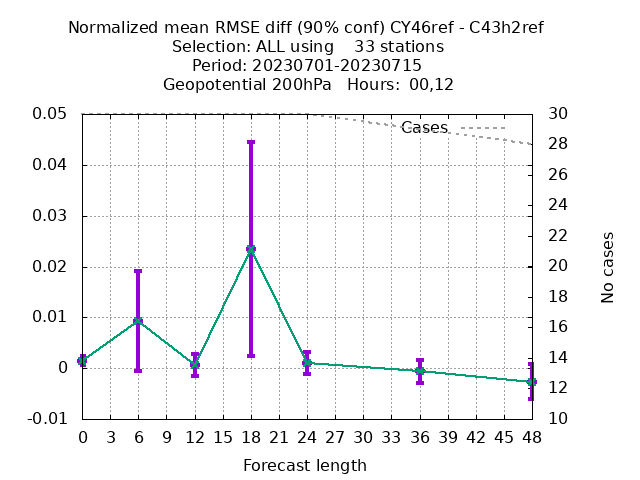 Normalized mean RMSE diff (90% conf) CY46ref - C43h2ref
Selection: ALL using    33 stations
Period: 20230701-20230715
Geopotential 200hPa   Hours:  00,12
Cases
0.05
0.04
0.03
0.02
0.01
0
-0.01
30
28
26
24
22
20
18
16
14
12
10
No cases
0 3 6 9 12 15 18 21 24 27 30 33 36 39 42 45 48
Forecast length